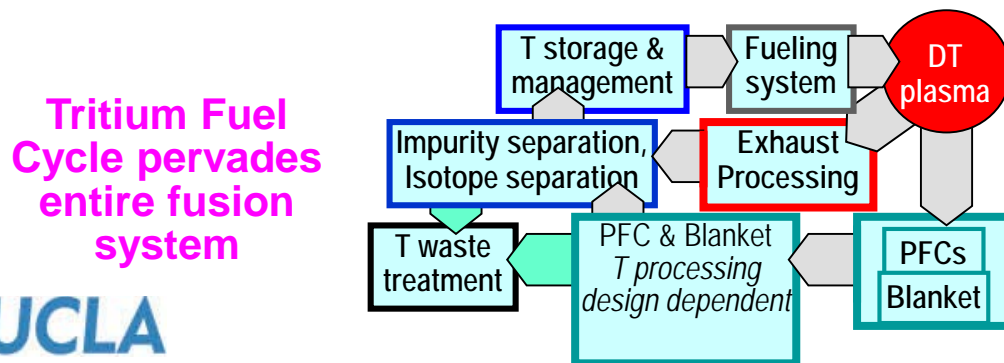 Tritium Fuel
Cycle pervades
entire fusion
system
UCLA
T storage &
management
Fueling
system
DT
plasma
Impurity separation,
Isotope separation
Exhaust
Processing
T waste
treatment
PFC & Blanket
T processing
design dependent
PFCs
Blanket